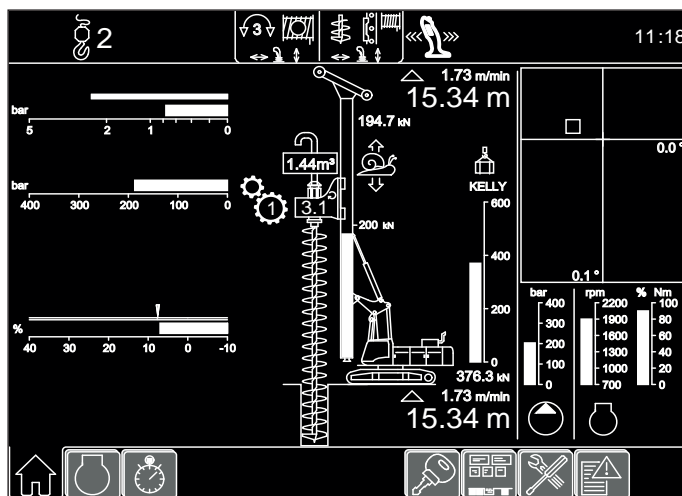 2
3
11:18
1.73 m/min
15.34 m
bar
5 2 1 0
194.7 kN
1.44m³
0.0°
KELLY
bar
400 300 200 100 0
1
3.1
200 kN
600
400
200
0
376.3 kN
0.1°
% 
40 30 20 10 0 -10
bar
400
300
200
100
0
rpm
2200
1900
1600
1300
1000
700
% Nm
100
80
60
40
20
0
1.73 m/min
15.34 m